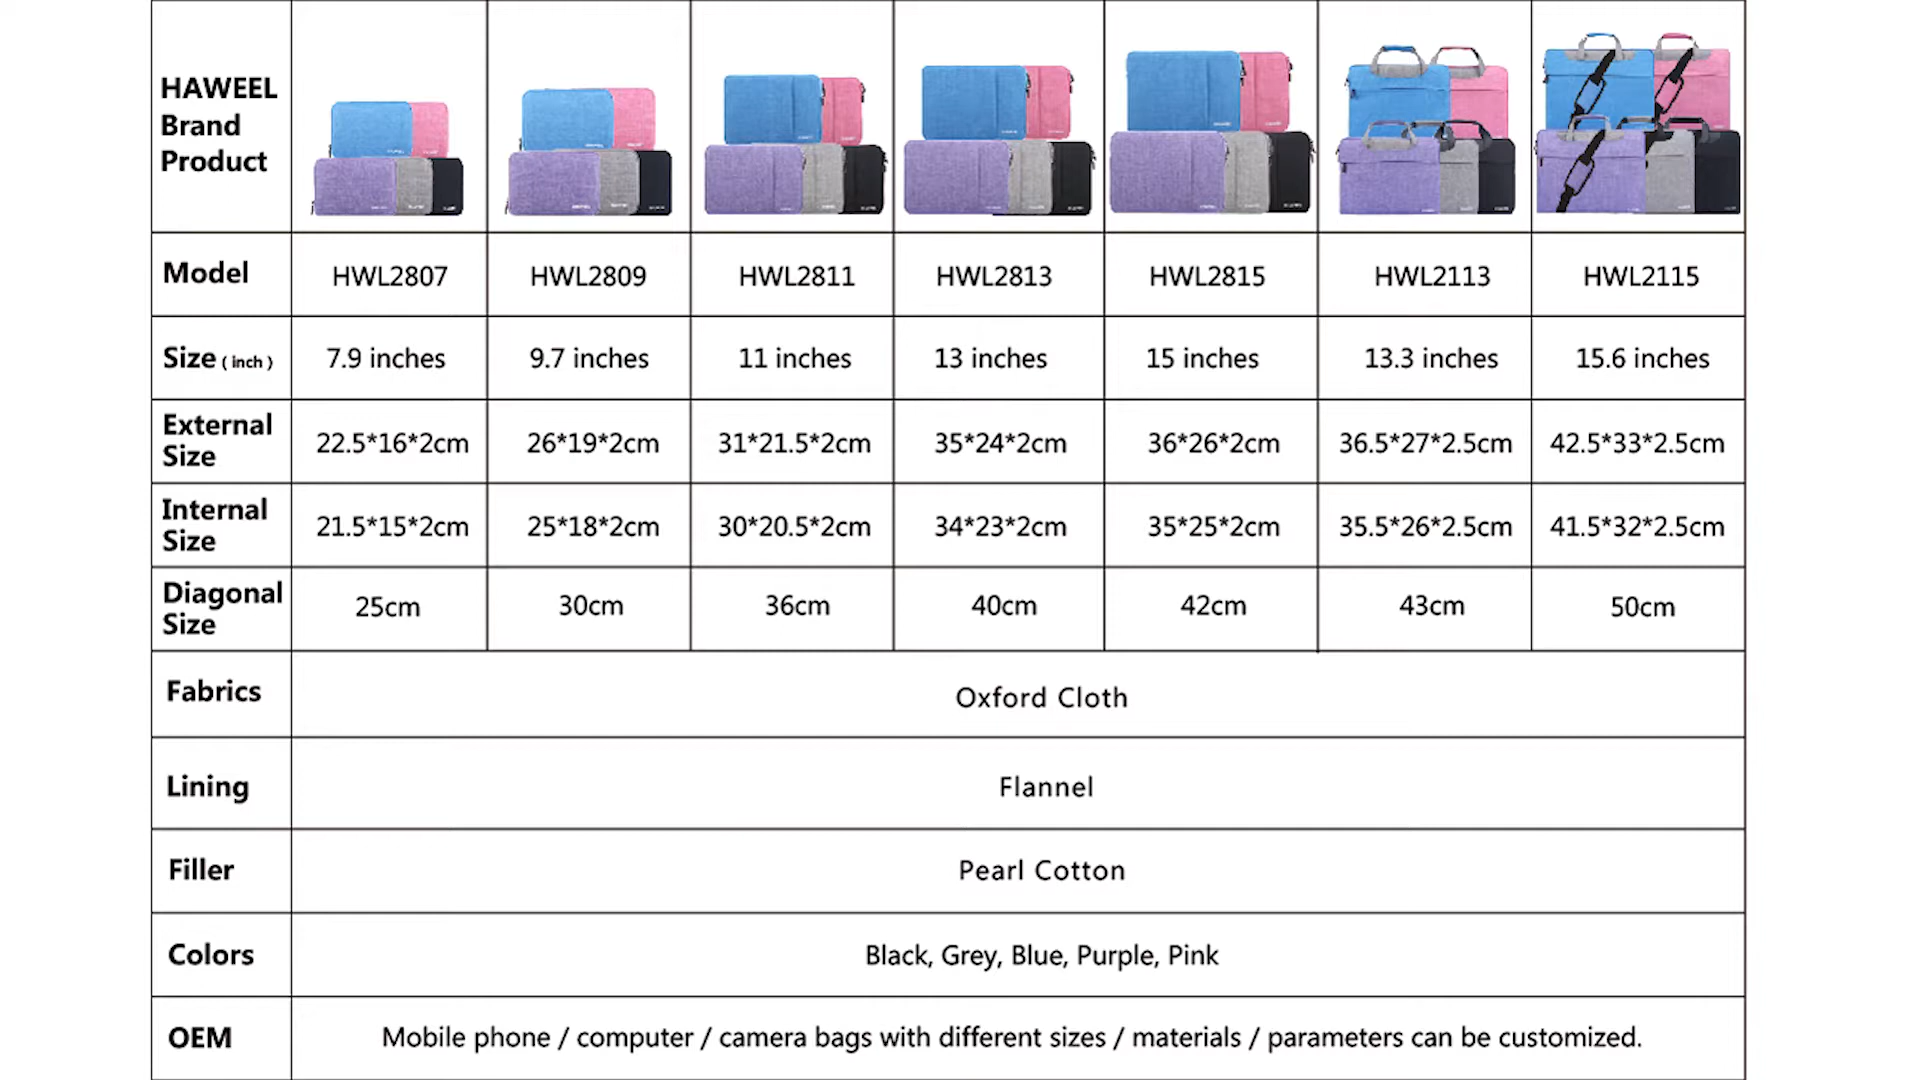 HAWEEL
Brand
Product
Model HWL2807 HWL2809 HWL2811 HWL2813 HWL2815 HWL2113 HWL2115
Size ( inch ) 7.9 inches 9.7 inches 11 inches 13 inches 15 inches 13.3 inches 15.6 inches
External
Size
22.5*16*2cm 26*19*2cm 31*21.5*2cm 35*24*2cm 36*26*2cm 36.5*27*2.5cm 42.5*33*2.5cm
Internal
Size
21.5*15*2cm 25*18*2cm 30*20.5*2cm 34*23*2cm 35*25*2cm 35.5*26*2.5cm 41.5*32*2.5cm
Diagonal
Size
25cm 30cm 36cm 40cm 42cm 43cm 50cm
Fabrics Oxford Cloth
Lining Flannel
Filler Pearl Cotton
Colors Black, Grey, Blue, Purple, Pink
OEM Mobile phone / computer / camera bags with different sizes / materials / parameters can be customized.